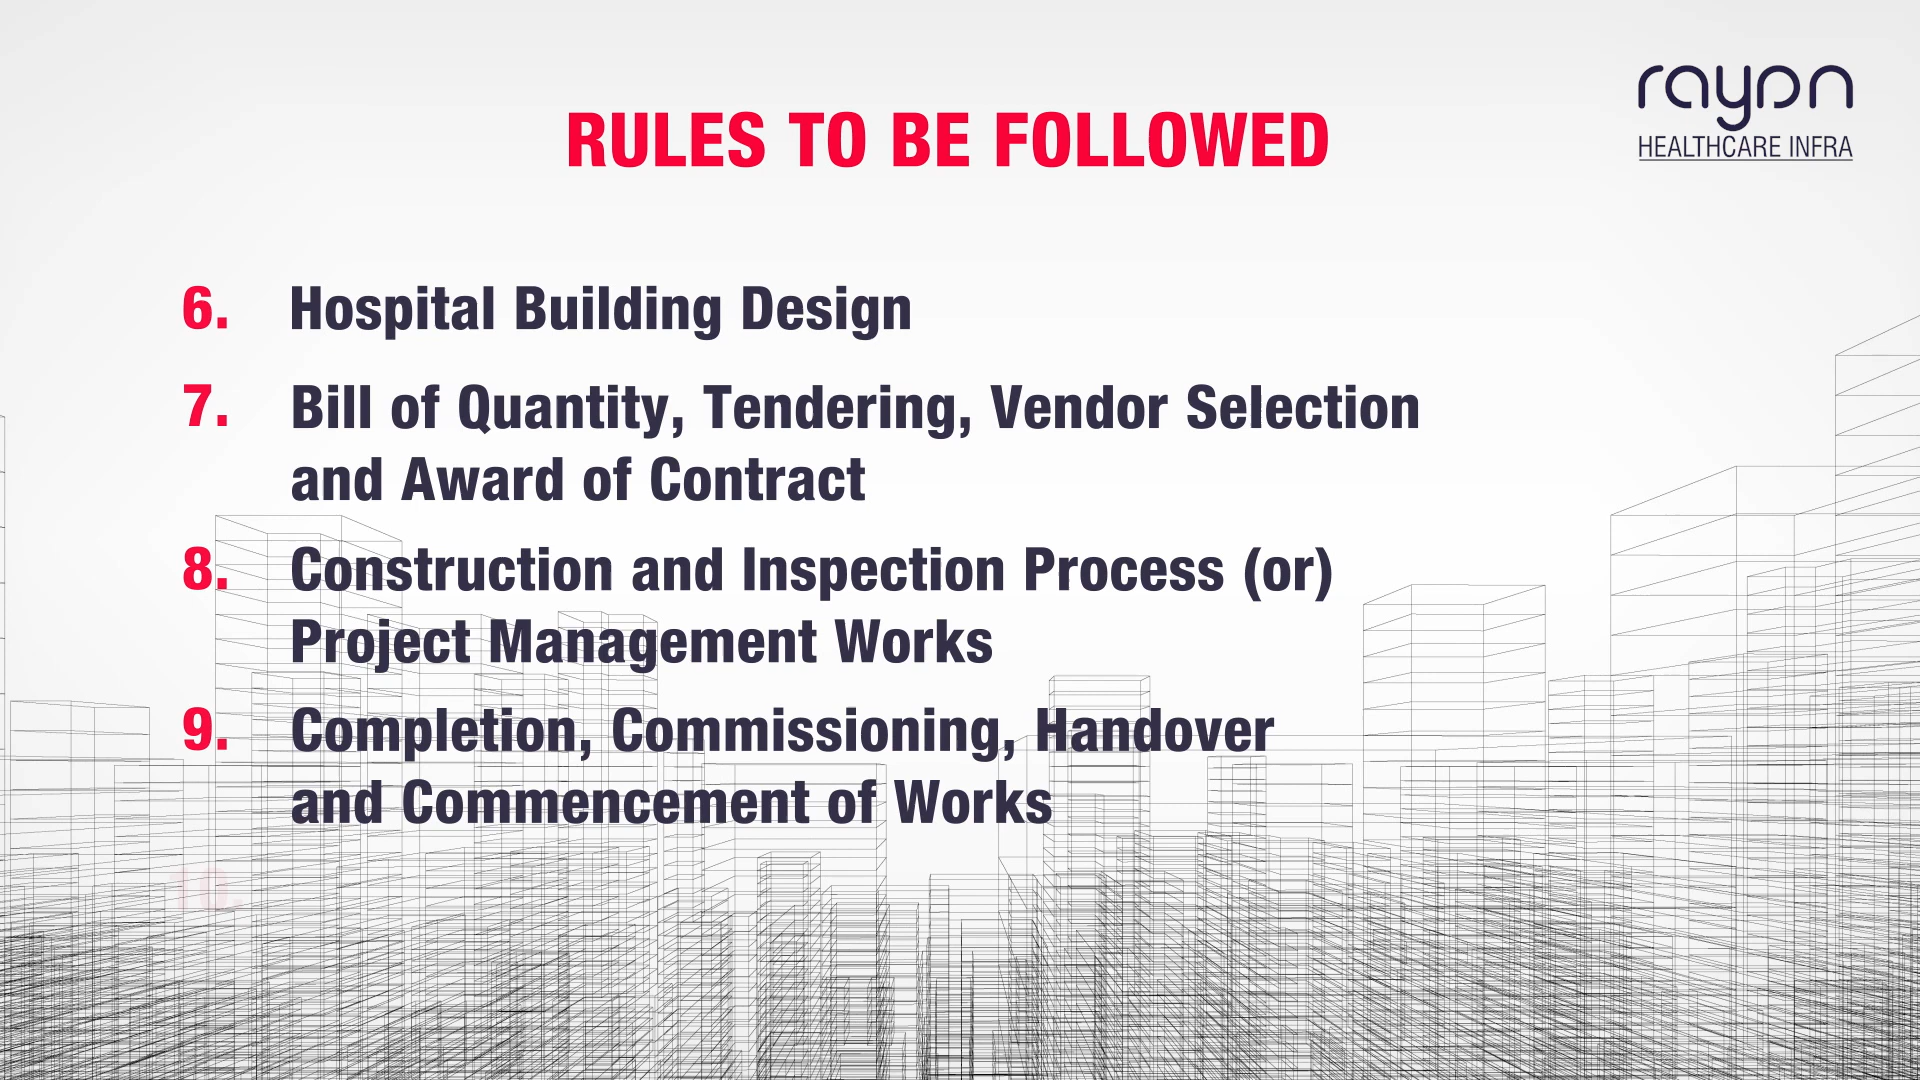 rayon
HEALTHCARE INFRA
RULES TO BE FOLLOWED
6. Hospital Building Design
7. Bill of Quantity, Tendering, Vendor Selection
and Award of Contract
8. Construction and Inspection Process (or)
Project Management Works
9. Completion, Commissioning, Handover
and Commencement of Works
10.